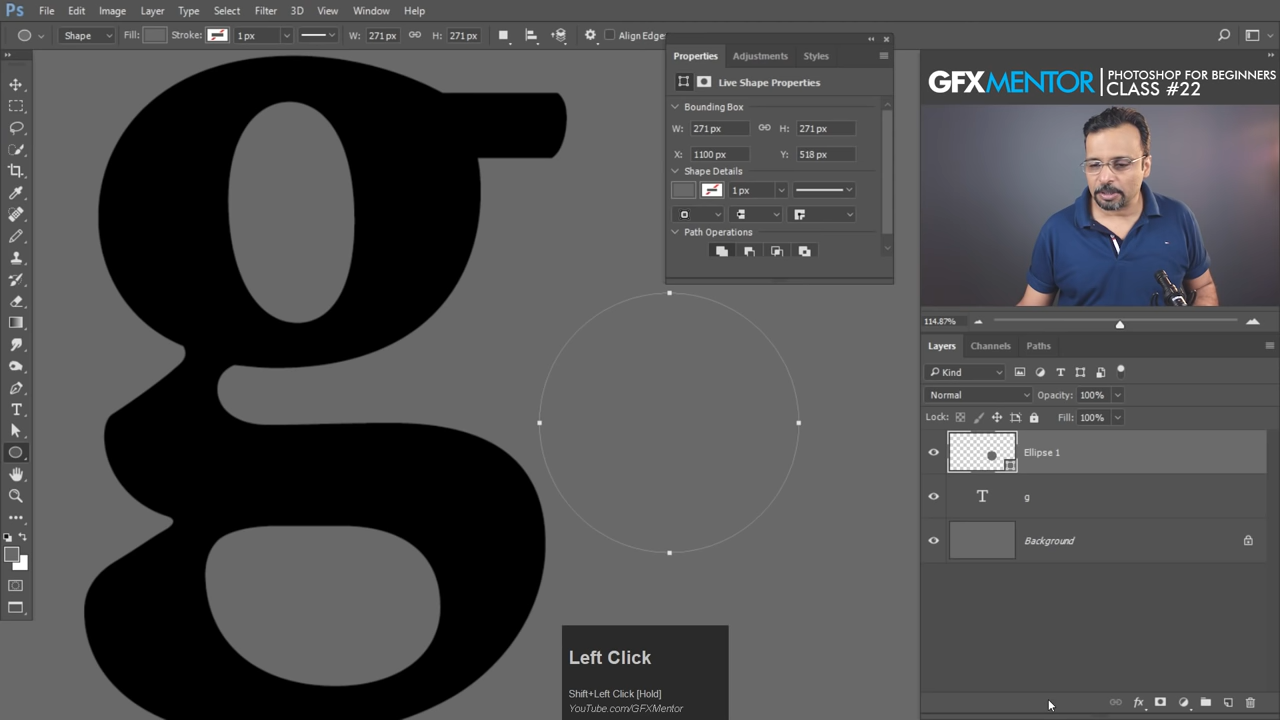 Ps File Edit Image Layer Type Select Filter 3D View Window Help
Shape Fill: Stroke: 1 px W: 271 px H: 271 px Align Edges
Properties Adjustments Styles
Live Shape Properties
Bounding Box
W: 271 px H: 271 px
X: 1100 px Y: 518 px
Shape Details
1 px
Path Operations
g
GFXMENTOR PHOTOSHOP FOR BEGINNERS
CLASS #22
114.87%
Layers Channels Paths
Kind
Normal Opacity: 100%
Lock: Fill: 100%
Ellipse 1
T g
Background
Left Click
Shift+Left Click [Hold]
YouTube.com/GFXMentor